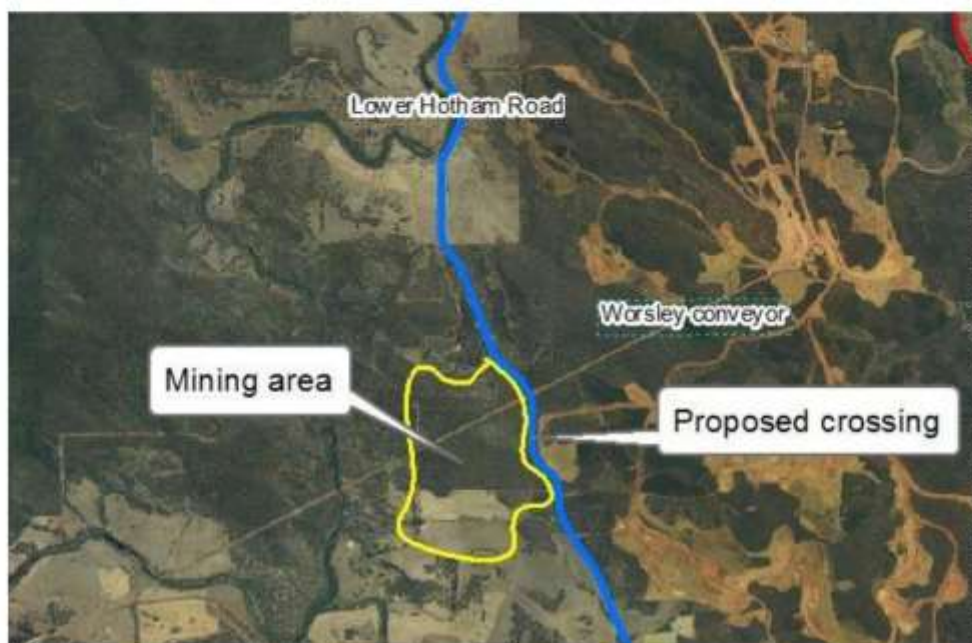 Lower Hotham Road
Worsley conveyor
Mining area
Proposed crossing